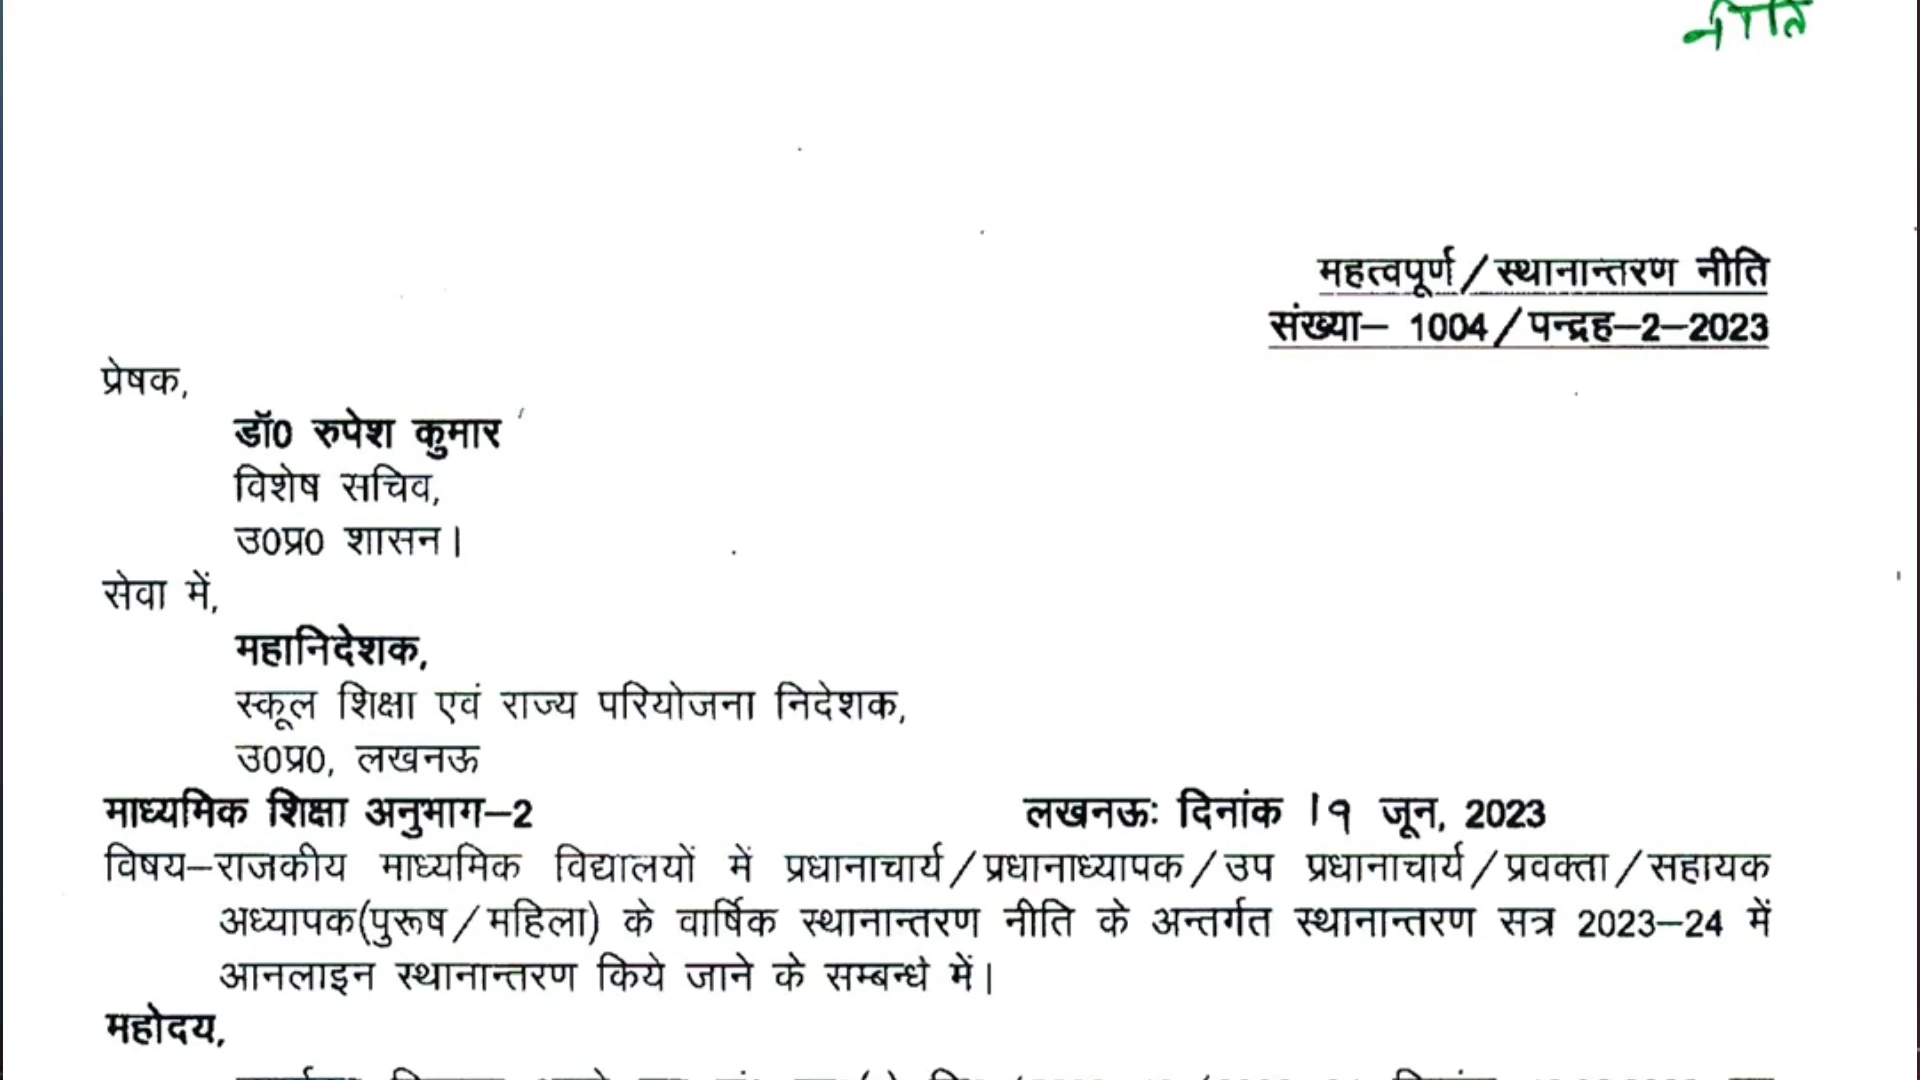 नीति
महत्वपूर्ण/स्थानान्तरण नीति
संख्या– 1004/पन्द्रह–2–2023
प्रेषक,
डॉ0 रुपेश कुमार
विशेष सचिव,
उ0प्र0 शासन।
सेवा में,
महानिदेशक,
स्कूल शिक्षा एवं राज्य परियोजना निदेशक,
उ0प्र0, लखनऊ
माध्यमिक शिक्षा अनुभाग–2 लखनऊः दिनांक 19 जून, 2023
विषय–राजकीय माध्यमिक विद्यालयों में प्रधानाचार्य/प्रधानाध्यापक/उप प्रधानाचार्य/प्रवक्ता/सहायक
अध्यापक(पुरूष/महिला) के वार्षिक स्थानान्तरण नीति के अन्तर्गत स्थानान्तरण सत्र 2023–24 में
आनलाइन स्थानान्तरण किये जाने के सम्बन्ध में।
महोदय,